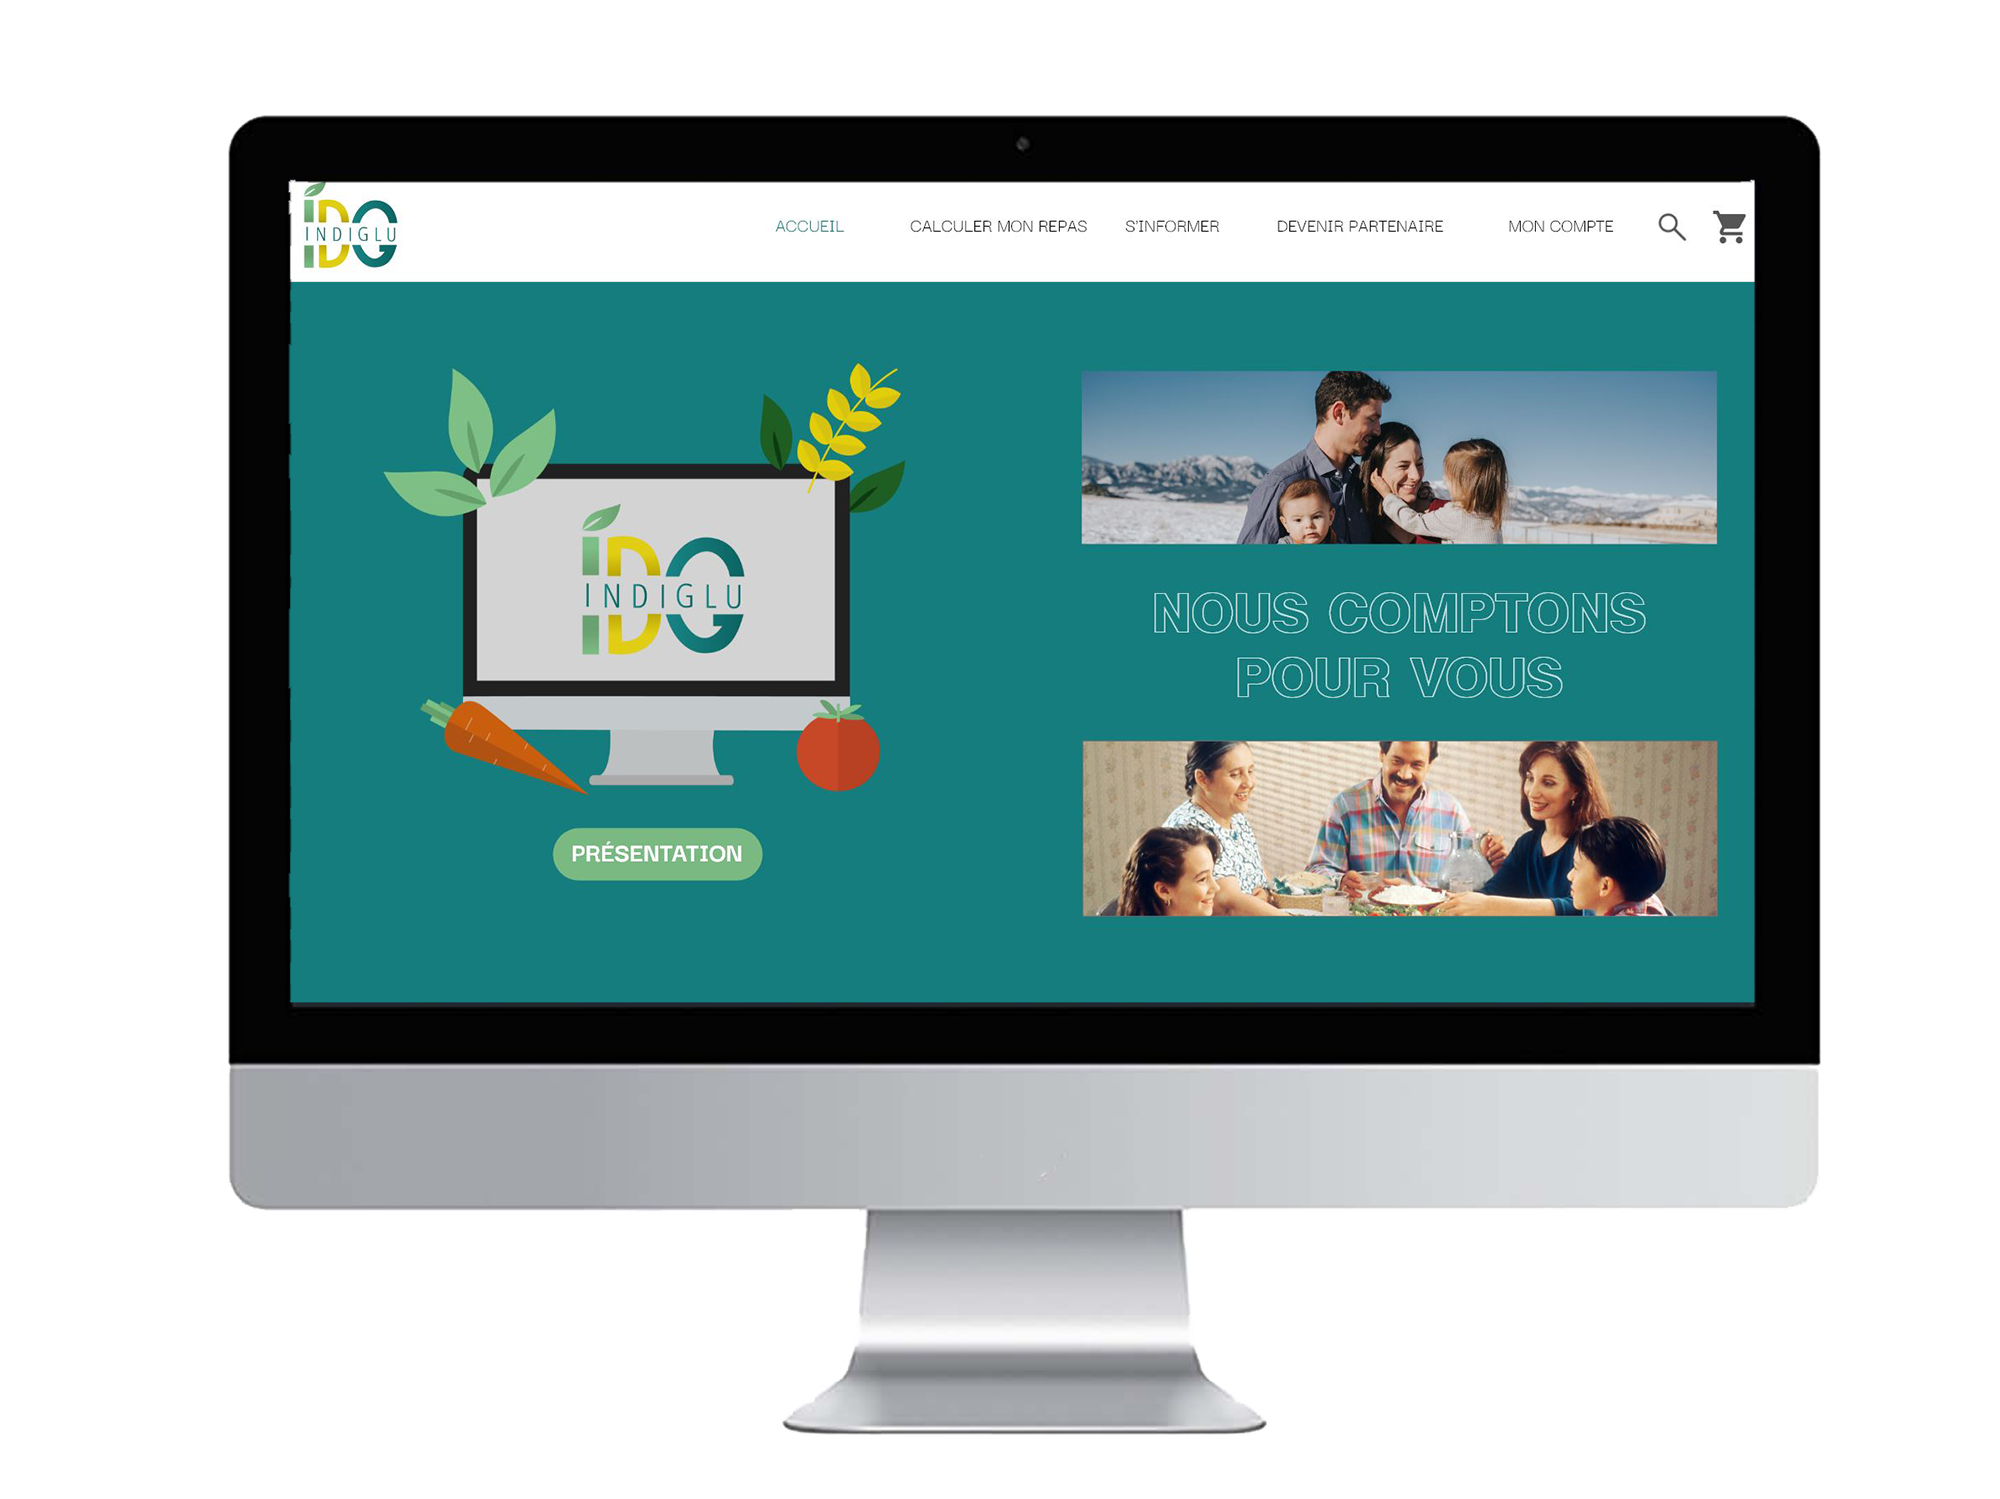 IDG
INDIGLU
ACCUEIL CALCULER MON REPAS S'INFORMER DEVENIR PARTENAIRE MON COMPTE
IDG
INDIGLU
PRÉSENTATION
NOUS COMPTONS
POUR VOUS